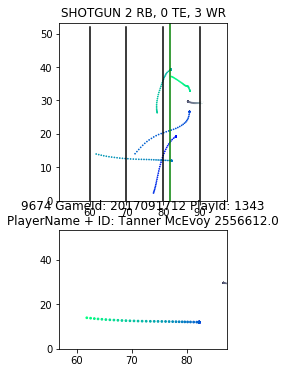 SHOTGUN 2 RB, 0 TE, 3 WR
50
40
30
20
10
0
60 70 80 90
9674 GameId: 2017091712 PlayId: 1343
PlayerName + ID: Tanner McEvoy 2556612.0
40
20
0
60 70 80